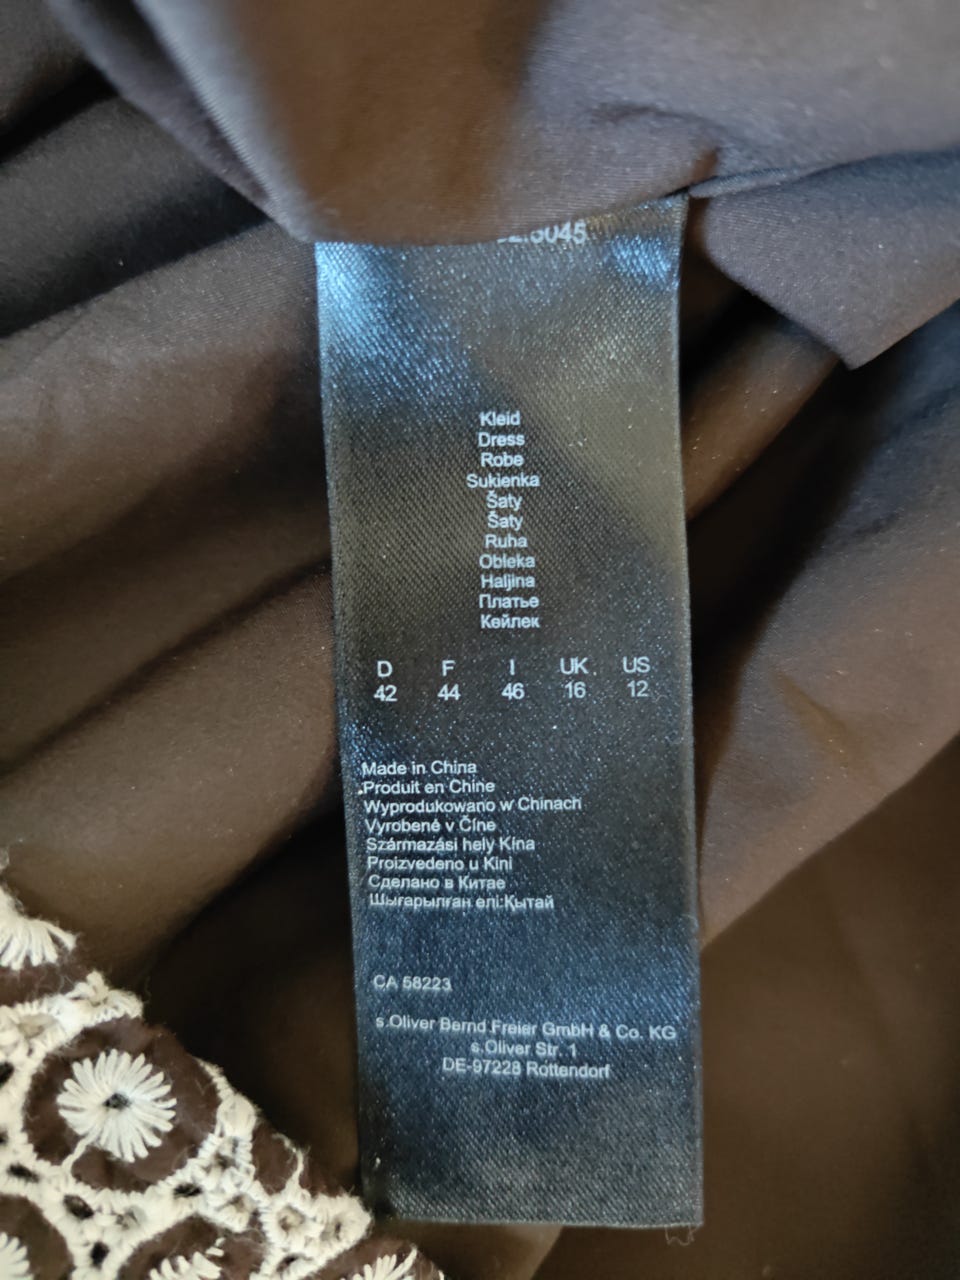 Kleid
Dress
Robe
Sukienka
Šaty
Šaty
Ruha
Obleka
Haljina
Платье
Көйлек
D F I UK US
42 44 46 16 12
Made in China
Produit en Chine
Wyprodukowano w Chinach
Vyrobené v Číne
Származási hely Kína
Proizvedeno u Kini
Сделано в Китае
Шығарылған елі:Қытай
CA 58223
s.Oliver Bernd Freier GmbH & Co. KG
s.Oliver Str. 1
DE-97228 Rottendorf